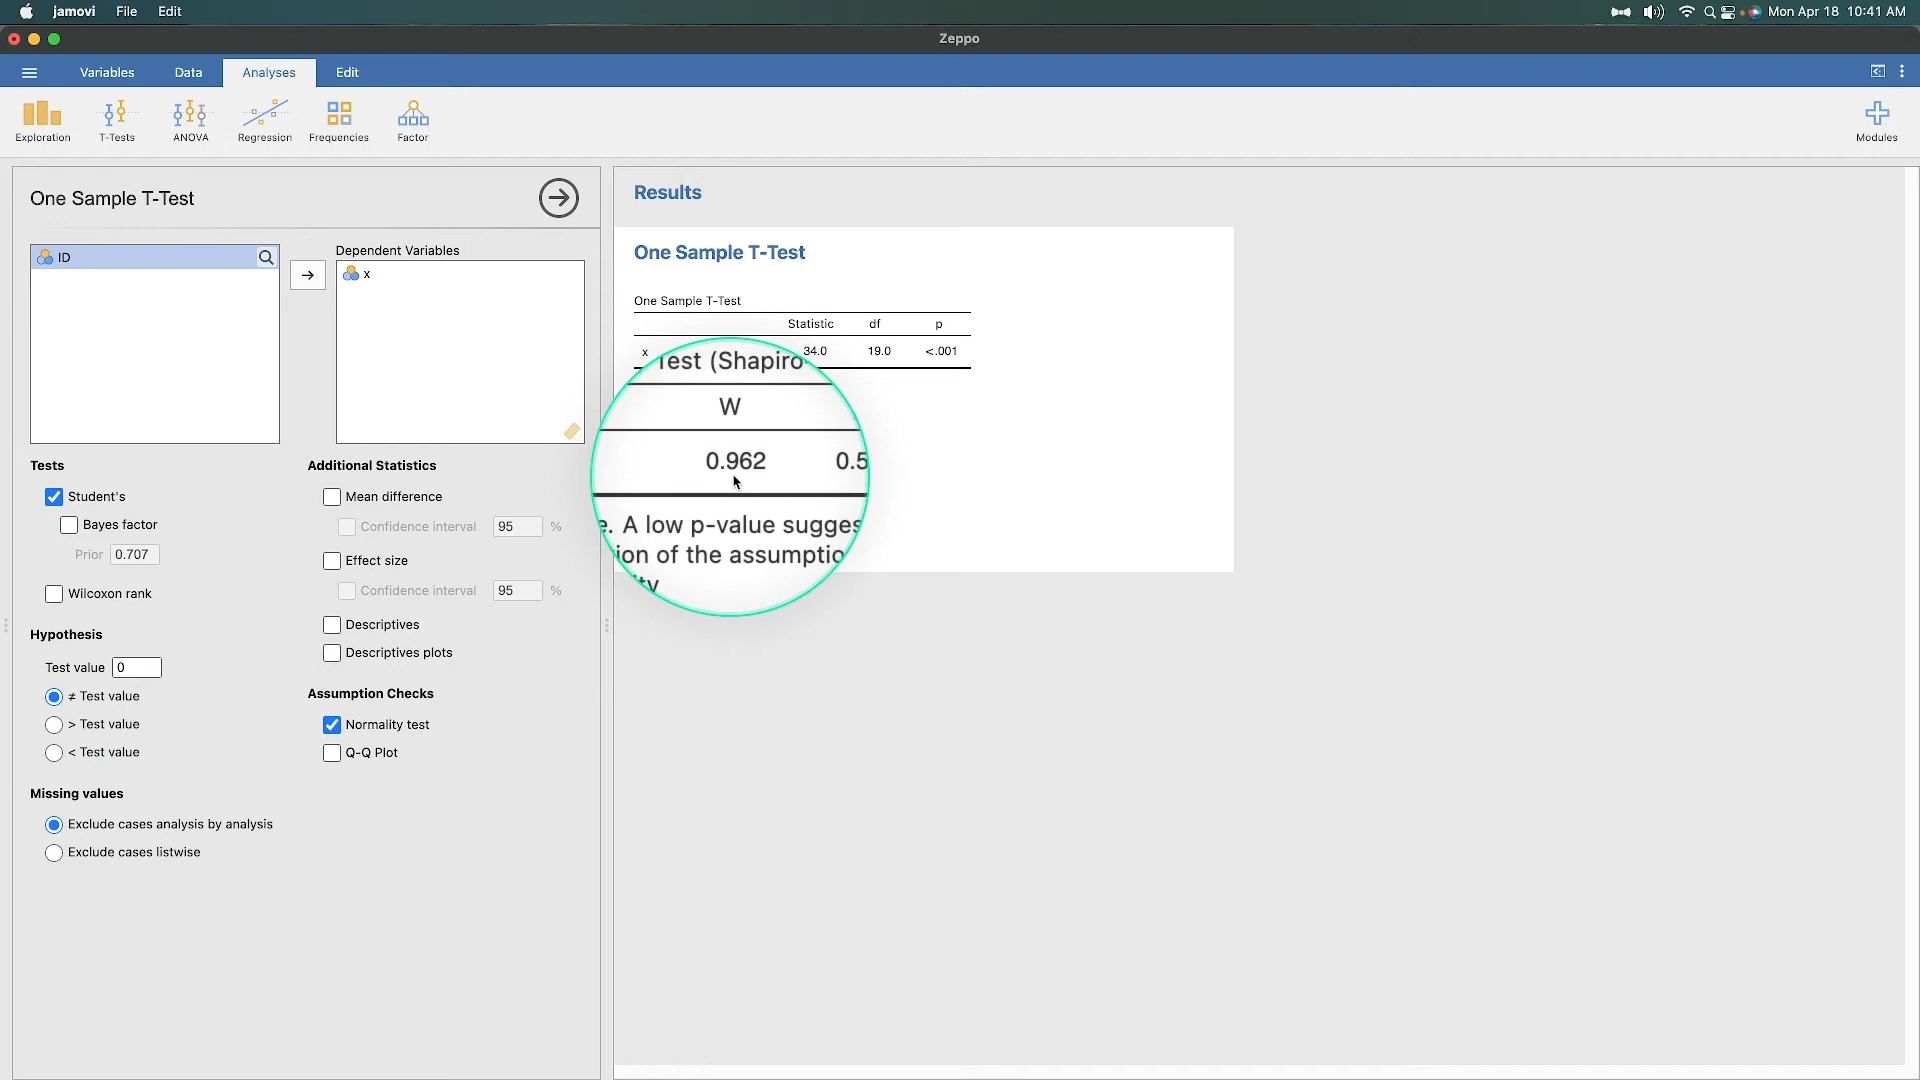 jamovi File Edit Mon Apr 18 10:41 AM
Zeppo
Variables Data Analyses Edit
Exploration T-Tests ANOVA Regression Frequencies Factor Modules
One Sample T-Test
ID
Dependent Variables
x
Tests
Student's
Bayes factor
Prior 0.707
Wilcoxon rank
Hypothesis
Test value 0
≠ Test value
> Test value
< Test value
Missing values
Exclude cases analysis by analysis
Exclude cases listwise
Additional Statistics
Mean difference
Confidence interval 95 %
Effect size
Confidence interval 95 %
Descriptives
Descriptives plots
Assumption Checks
Normality test
Q-Q Plot
Results
One Sample T-Test
One Sample T-Test
Statistic df p
x 34.0 19.0 <.001
Test (Shapiro-
W
0.962 0.5
e. A low p-value sugges
ion of the assumptio
ity